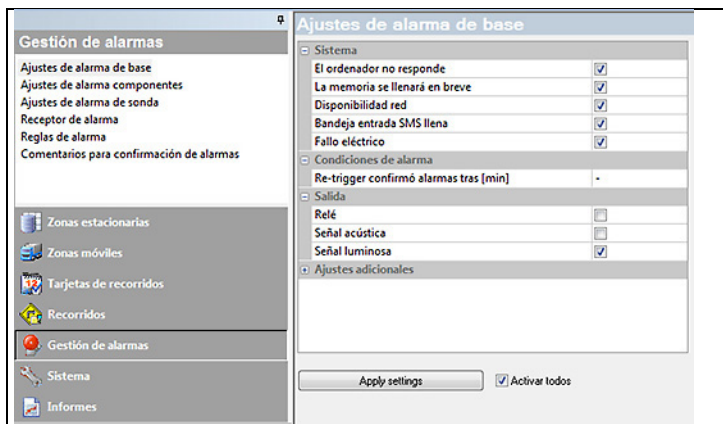 Gestión de alarmas
Ajustes de alarma de base
Ajustes de alarma componentes
Ajustes de alarma de sonda
Receptor de alarma
Reglas de alarma
Comentarios para confirmación de alarmas
Zonas estacionarias
Zonas móviles
Tarjetas de recorridos
Recorridos
Gestión de alarmas
Sistema
Informes
Ajustes de alarma de base
Sistema
El ordenador no responde
La memoria se llenará en breve
Disponibilidad red
Bandeja entrada SMS llena
Fallo eléctrico
Condiciones de alarma
Re-trigger confirmó alarmas tras [min] -
Salida
Relé
Señal acústica
Señal luminosa
Ajustes adicionales
Apply settings Activar todos